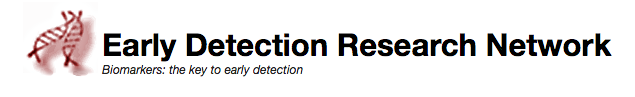 Early Detection Research Network
Biomarkers: the key to early detection